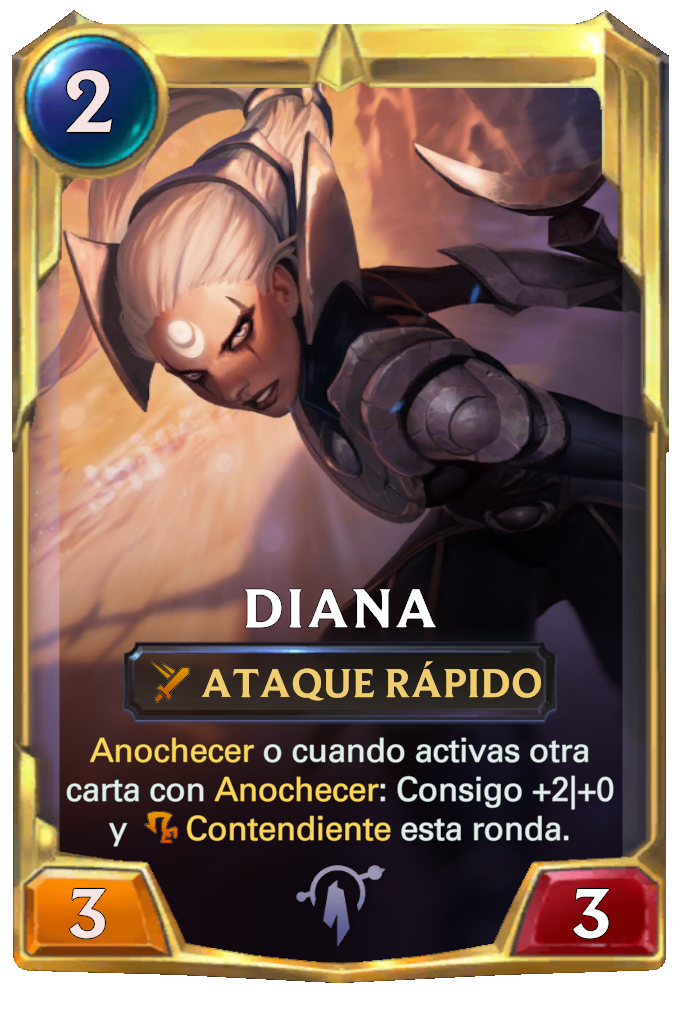 2
DIANA
ATAQUE RÁPIDO
Anochecer o cuando activas otra
carta con Anochecer: Consigo +2|+0
y Contendiente esta ronda.
3 3